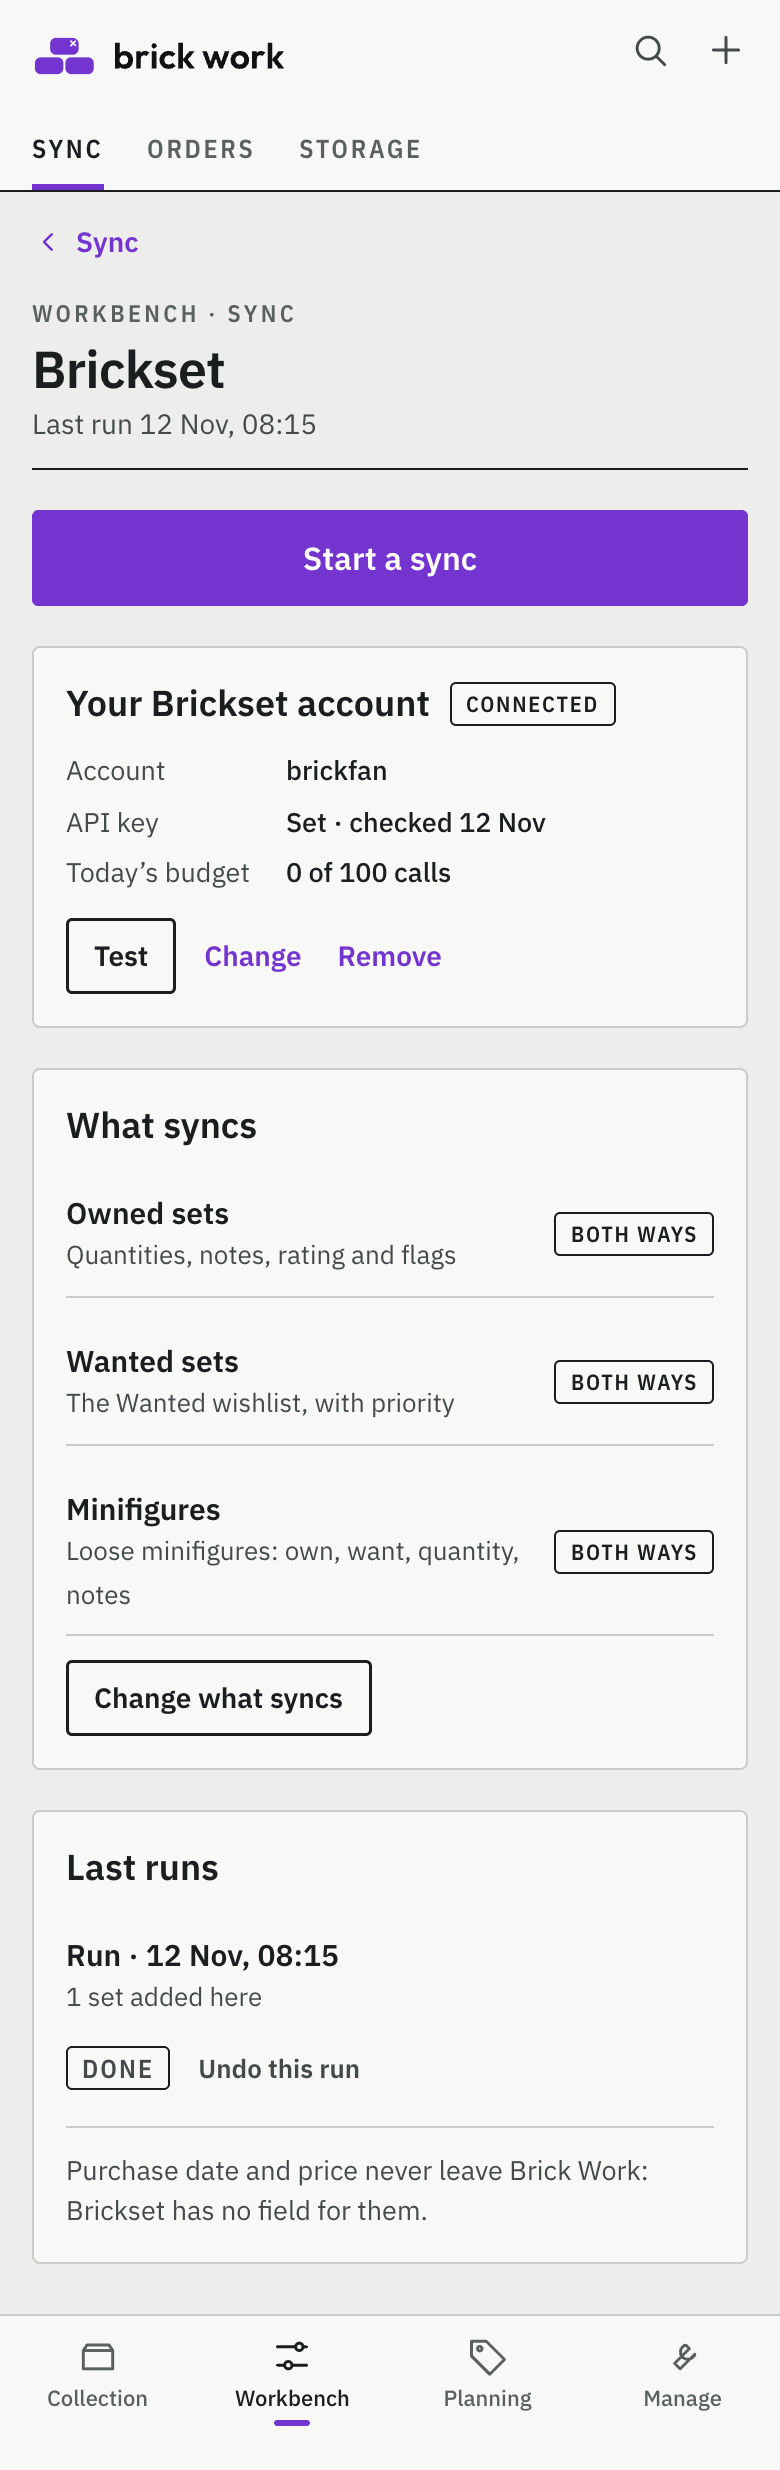 brick work
SYNC ORDERS STORAGE
Sync
WORKBENCH · SYNC
Brickset
Last run 12 Nov, 08:15
Start a sync
Your Brickset account CONNECTED
Account brickfan
API key Set · checked 12 Nov
Today’s budget 0 of 100 calls
Test Change Remove
What syncs
Owned sets
Quantities, notes, rating and flags
BOTH WAYS
Wanted sets
The Wanted wishlist, with priority
BOTH WAYS
Minifigures
Loose minifigures: own, want, quantity,
notes
BOTH WAYS
Change what syncs
Last runs
Run · 12 Nov, 08:15
1 set added here
DONE Undo this run
Purchase date and price never leave Brick Work:
Brickset has no field for them.
Collection Workbench Planning Manage